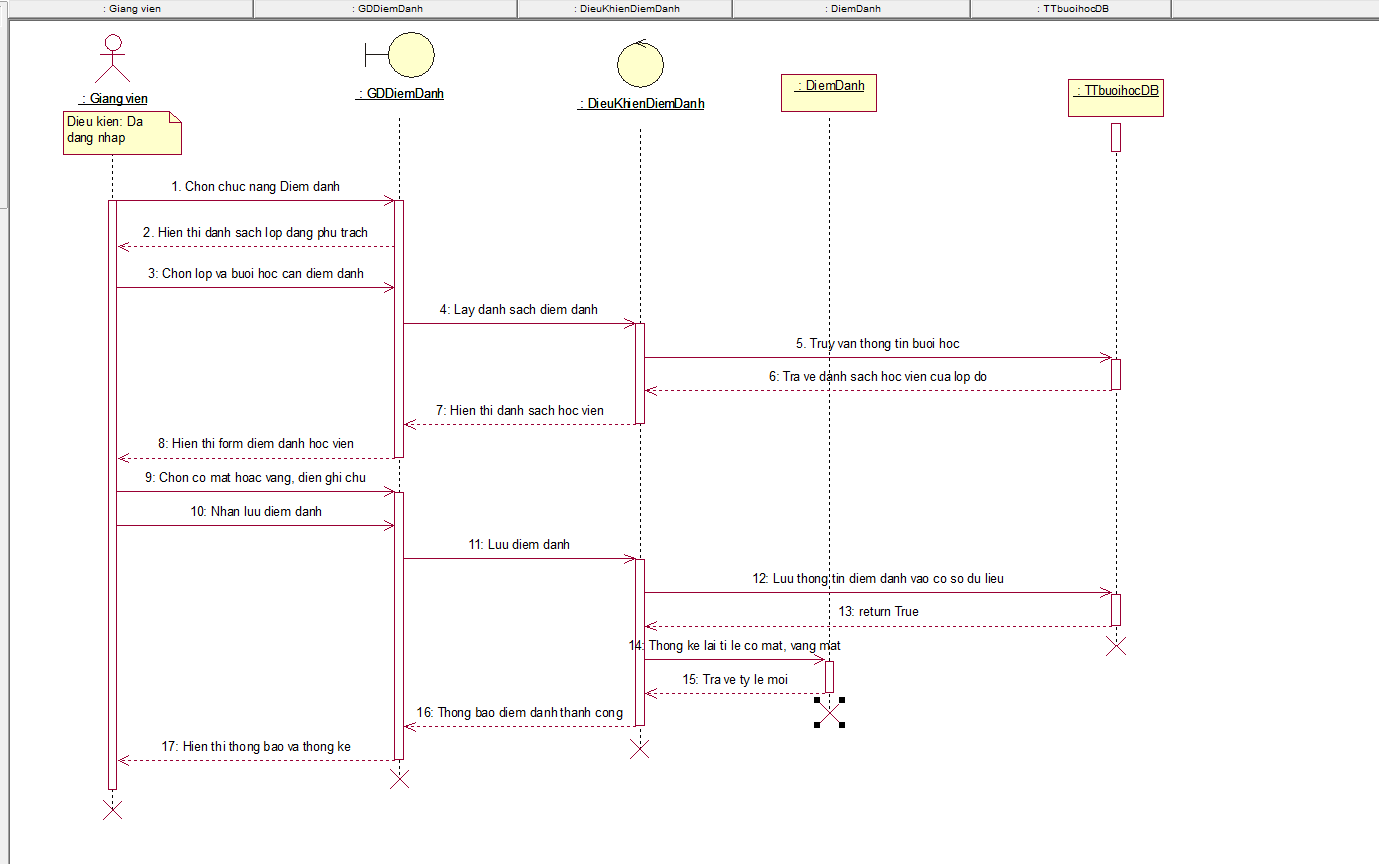 : Giang vien
: GDDiemDanh
: DieuKhienDiemDanh
: DiemDanh
: TTbuoihocDB
: Giang vien
: GDDiemDanh
: DieuKhienDiemDanh
: DiemDanh
: TTbuoihocDB
Dieu kien: Da
dang nhap
1. Chon chuc nang Diem danh
2. Hien thi danh sach lop dang phu trach
3: Chon lop va buoi hoc can diem danh
4: Lay danh sach diem danh
5. Truy van thong tin buoi hoc
6: Tra ve danh sach hoc vien cua lop do
7: Hien thi danh sach hoc vien
8: Hien thi form diem danh hoc vien
9: Chon co mat hoac vang, dien ghi chu
10: Nhan luu diem danh
11: Luu diem danh
12: Luu thong tin diem danh vao co so du lieu
13: return True
14: Thong ke lai ti le co mat, vang mat
15: Tra ve ty le moi
16: Thong bao diem danh thanh cong
17: Hien thi thong bao va thong ke